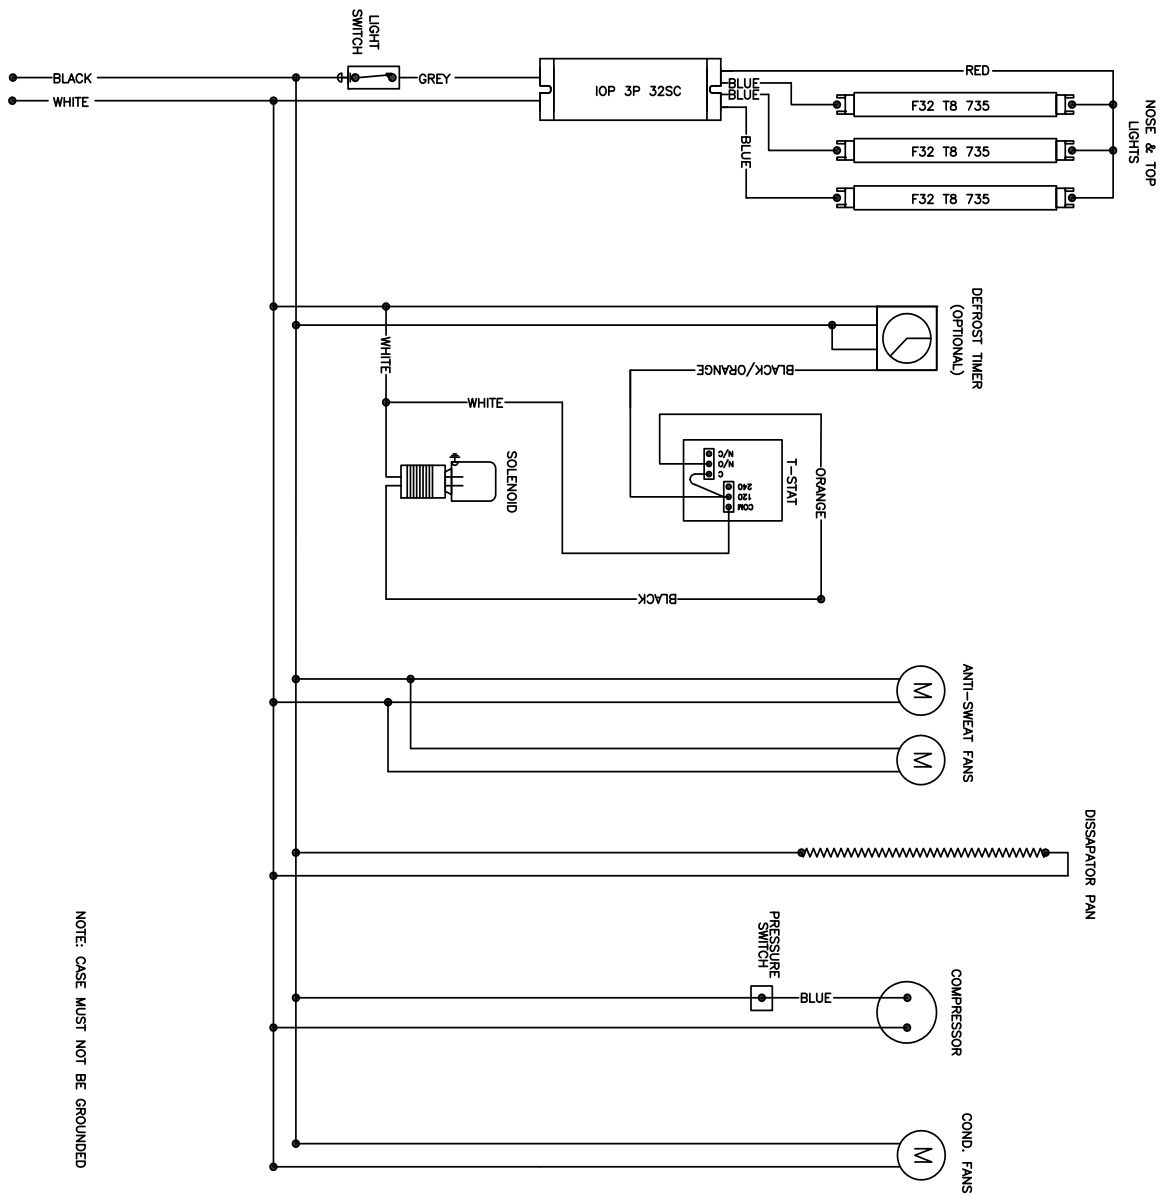 LIGHT
SWITCH
BLACK
WHITE
GREY
IOP 3P 32SC
RED
BLUE
BLUE
BLUE
F32 T8 735
F32 T8 735
F32 T8 735
NOSE & TOP
LIGHTS
DEFROST TIMER
(OPTIONAL)
WHITE
BLACK/ORANGE
WHITE
SOLENOID
N/C
N/O
C
240
120
COM
T-STAT
ORANGE
BLACK
M
M
ANTI-SWEAT FANS
DISSAPATOR PAN
PRESSURE
SWITCH
BLUE
COMPRESSOR
M
COND. FANS
NOTE: CASE MUST NOT BE GROUNDED